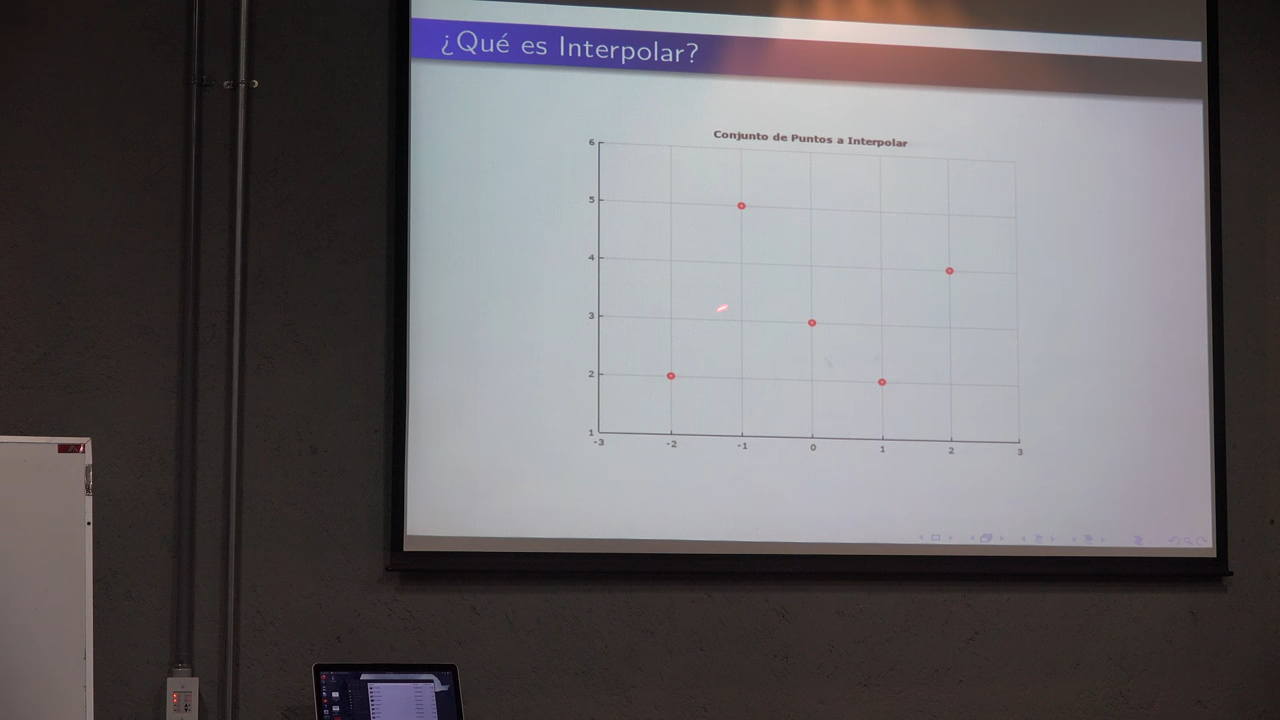 ¿Qué es Interpolar?
Conjunto de Puntos a Interpolar
6
5
4
3
2
1
-3 -2 -1 0 1 2 3